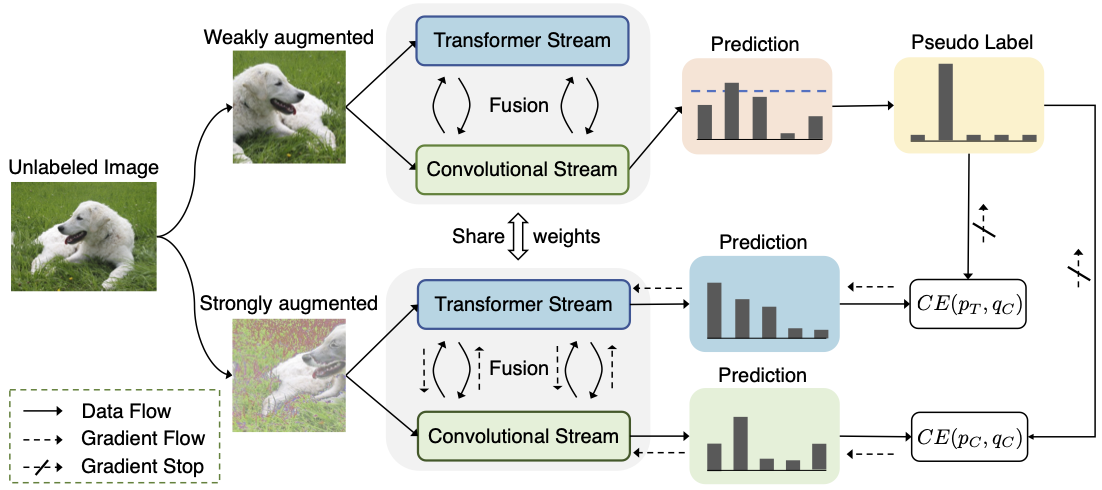 Weakly augmented
Transformer Stream
Fusion
Convolutional Stream
Prediction
Pseudo Label
Unlabeled Image
Share weights
Strongly augmented
Transformer Stream
Fusion
Convolutional Stream
Prediction
CE(p_T, q_C)
Prediction
CE(p_C, q_C)
Data Flow
Gradient Flow
Gradient Stop